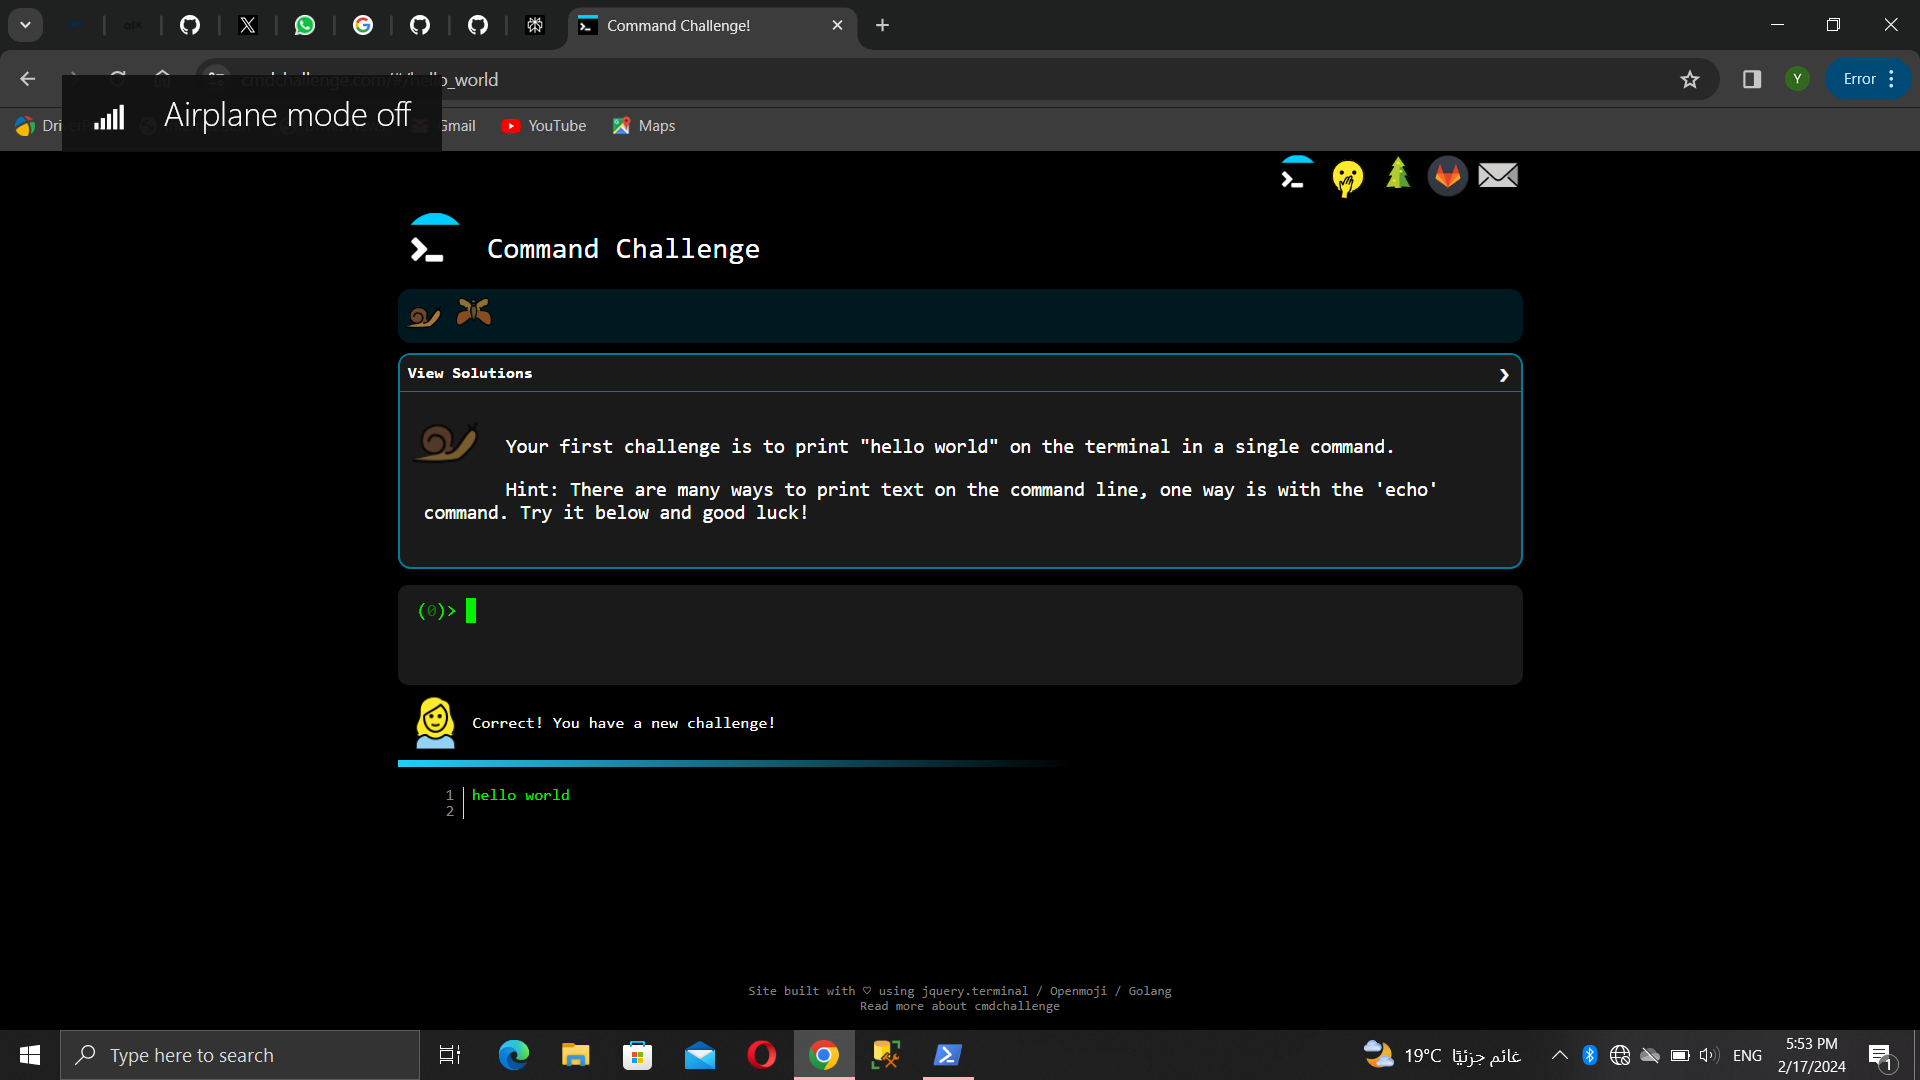 Command Challenge!
cmdchallenge.com/#/hello_world
Error
Airplane mode off
Gmail
YouTube
Maps
Y
Command Challenge
View Solutions
Your first challenge is to print "hello world" on the terminal in a single command.
Hint: There are many ways to print text on the command line, one way is with the 'echo'
command. Try it below and good luck!
(0)>
Correct! You have a new challenge!
1 hello world
2
Site built with ♡ using jquery.terminal / Openmoji / Golang
Read more about cmdchallenge
Type here to search
19°C غائم جزئيًا
ENG
5:53 PM
2/17/2024
1